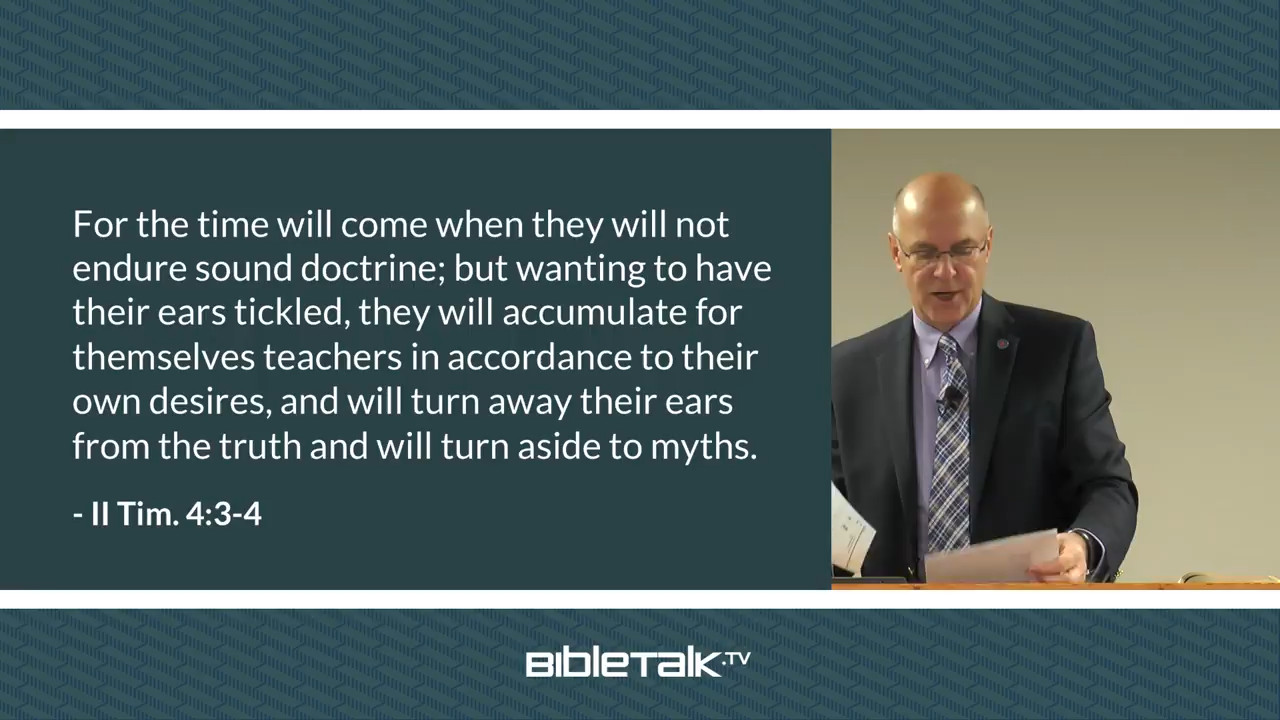 For the time will come when they will not
endure sound doctrine; but wanting to have
their ears tickled, they will accumulate for
themselves teachers in accordance to their
own desires, and will turn away their ears
from the truth and will turn aside to myths.
- II Tim. 4:3-4
BIBLETALK.TV